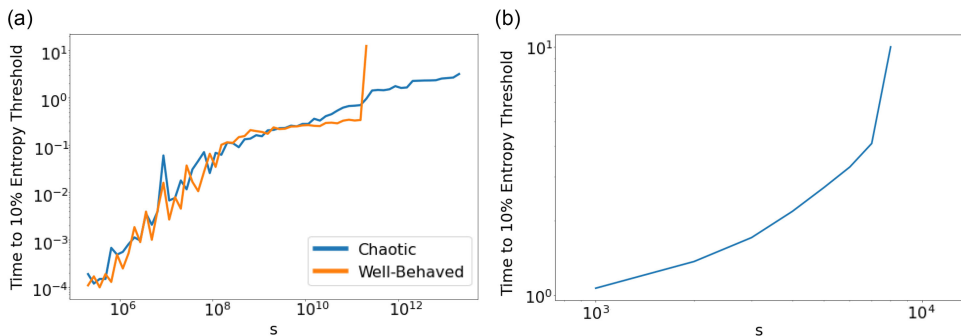 (a)
Time to 10% Entropy Threshold
10¹
10⁰
10⁻¹
10⁻²
10⁻³
10⁻⁴
10⁶
10⁸
10¹⁰
10¹²
s
Chaotic
Well-Behaved
(b)
Time to 10% Entropy Threshold
10¹
10⁰
10³
10⁴
s